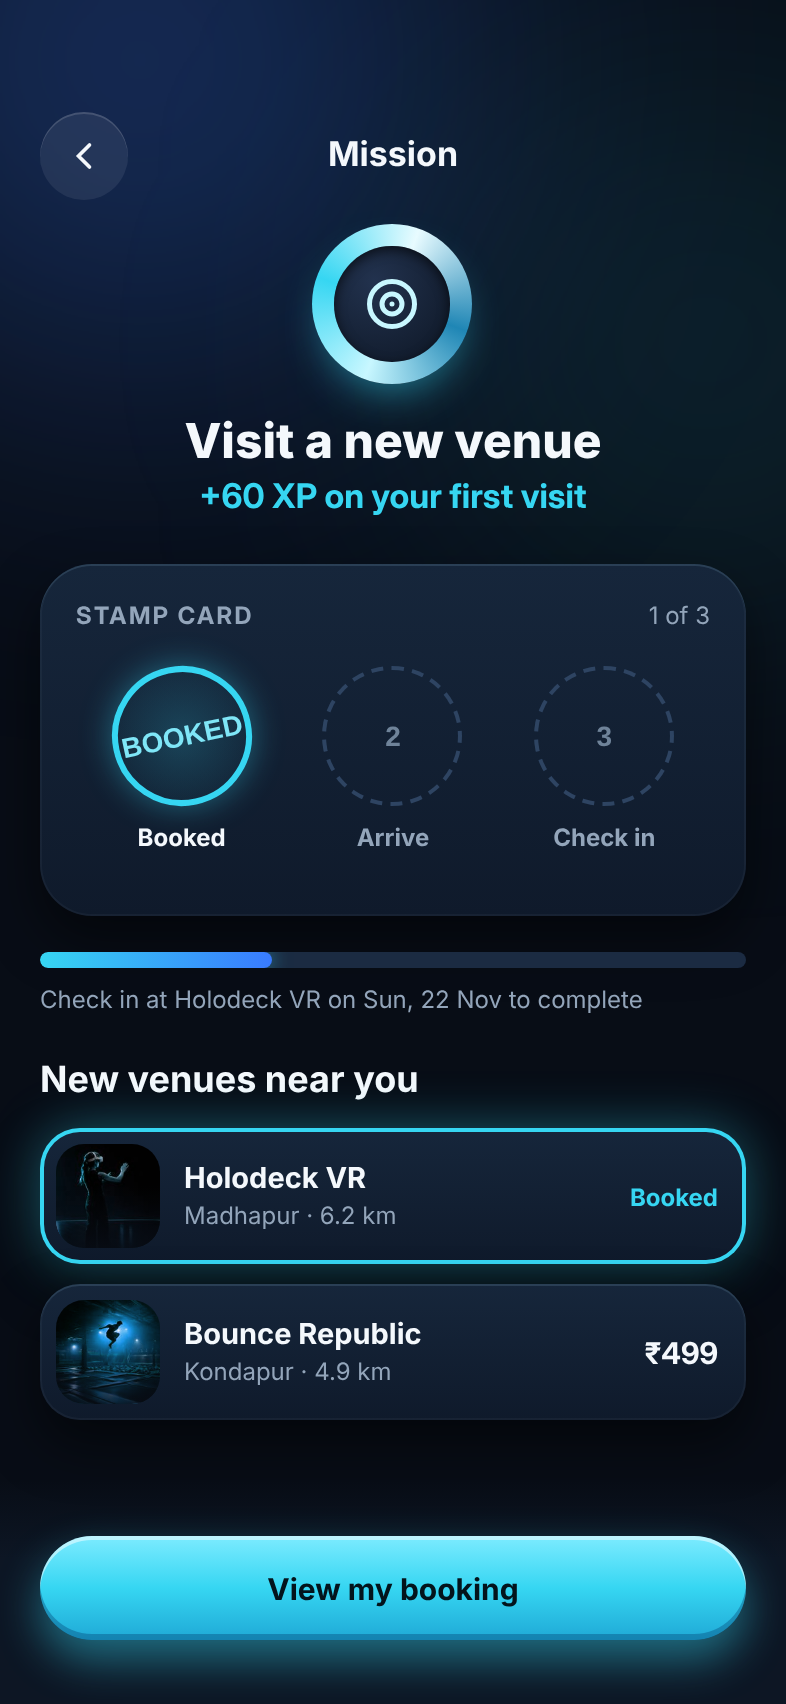 Mission
Visit a new venue
+60 XP on your first visit
STAMP CARD
1 of 3
BOOKED
2
3
Booked
Arrive
Check in
Check in at Holodeck VR on Sun, 22 Nov to complete
New venues near you
Holodeck VR
Madhapur · 6.2 km
Booked
Bounce Republic
Kondapur · 4.9 km
₹499
View my booking